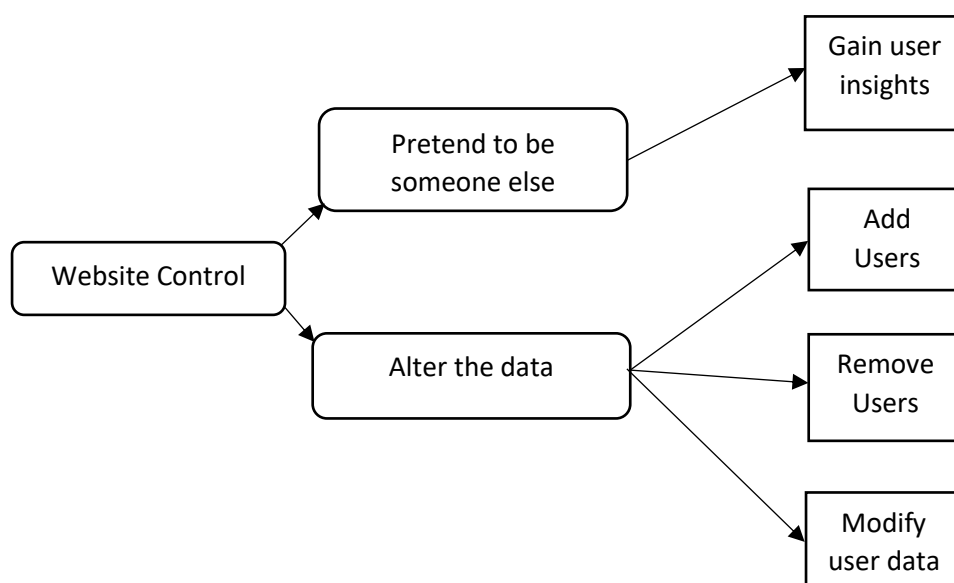 Gain user
insights
Pretend to be
someone else
Add
Users
Website Control
Alter the data
Remove
Users
Modify
user data